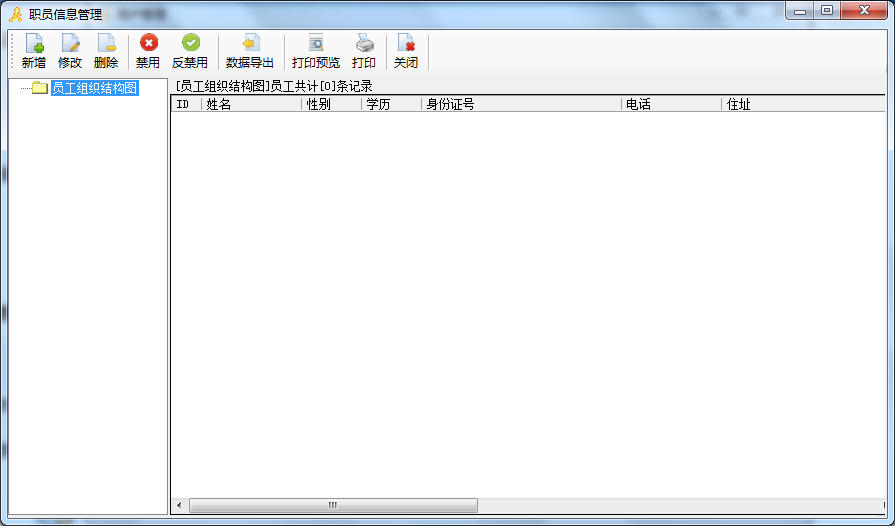 职员信息管理
新增 修改 删除 禁用 反禁用 数据导出 打印预览 打印 关闭
员工组织结构图
[员工组织结构图]员工共计[0]条记录
ID 姓名 性别 学历 身份证号 电话 住址